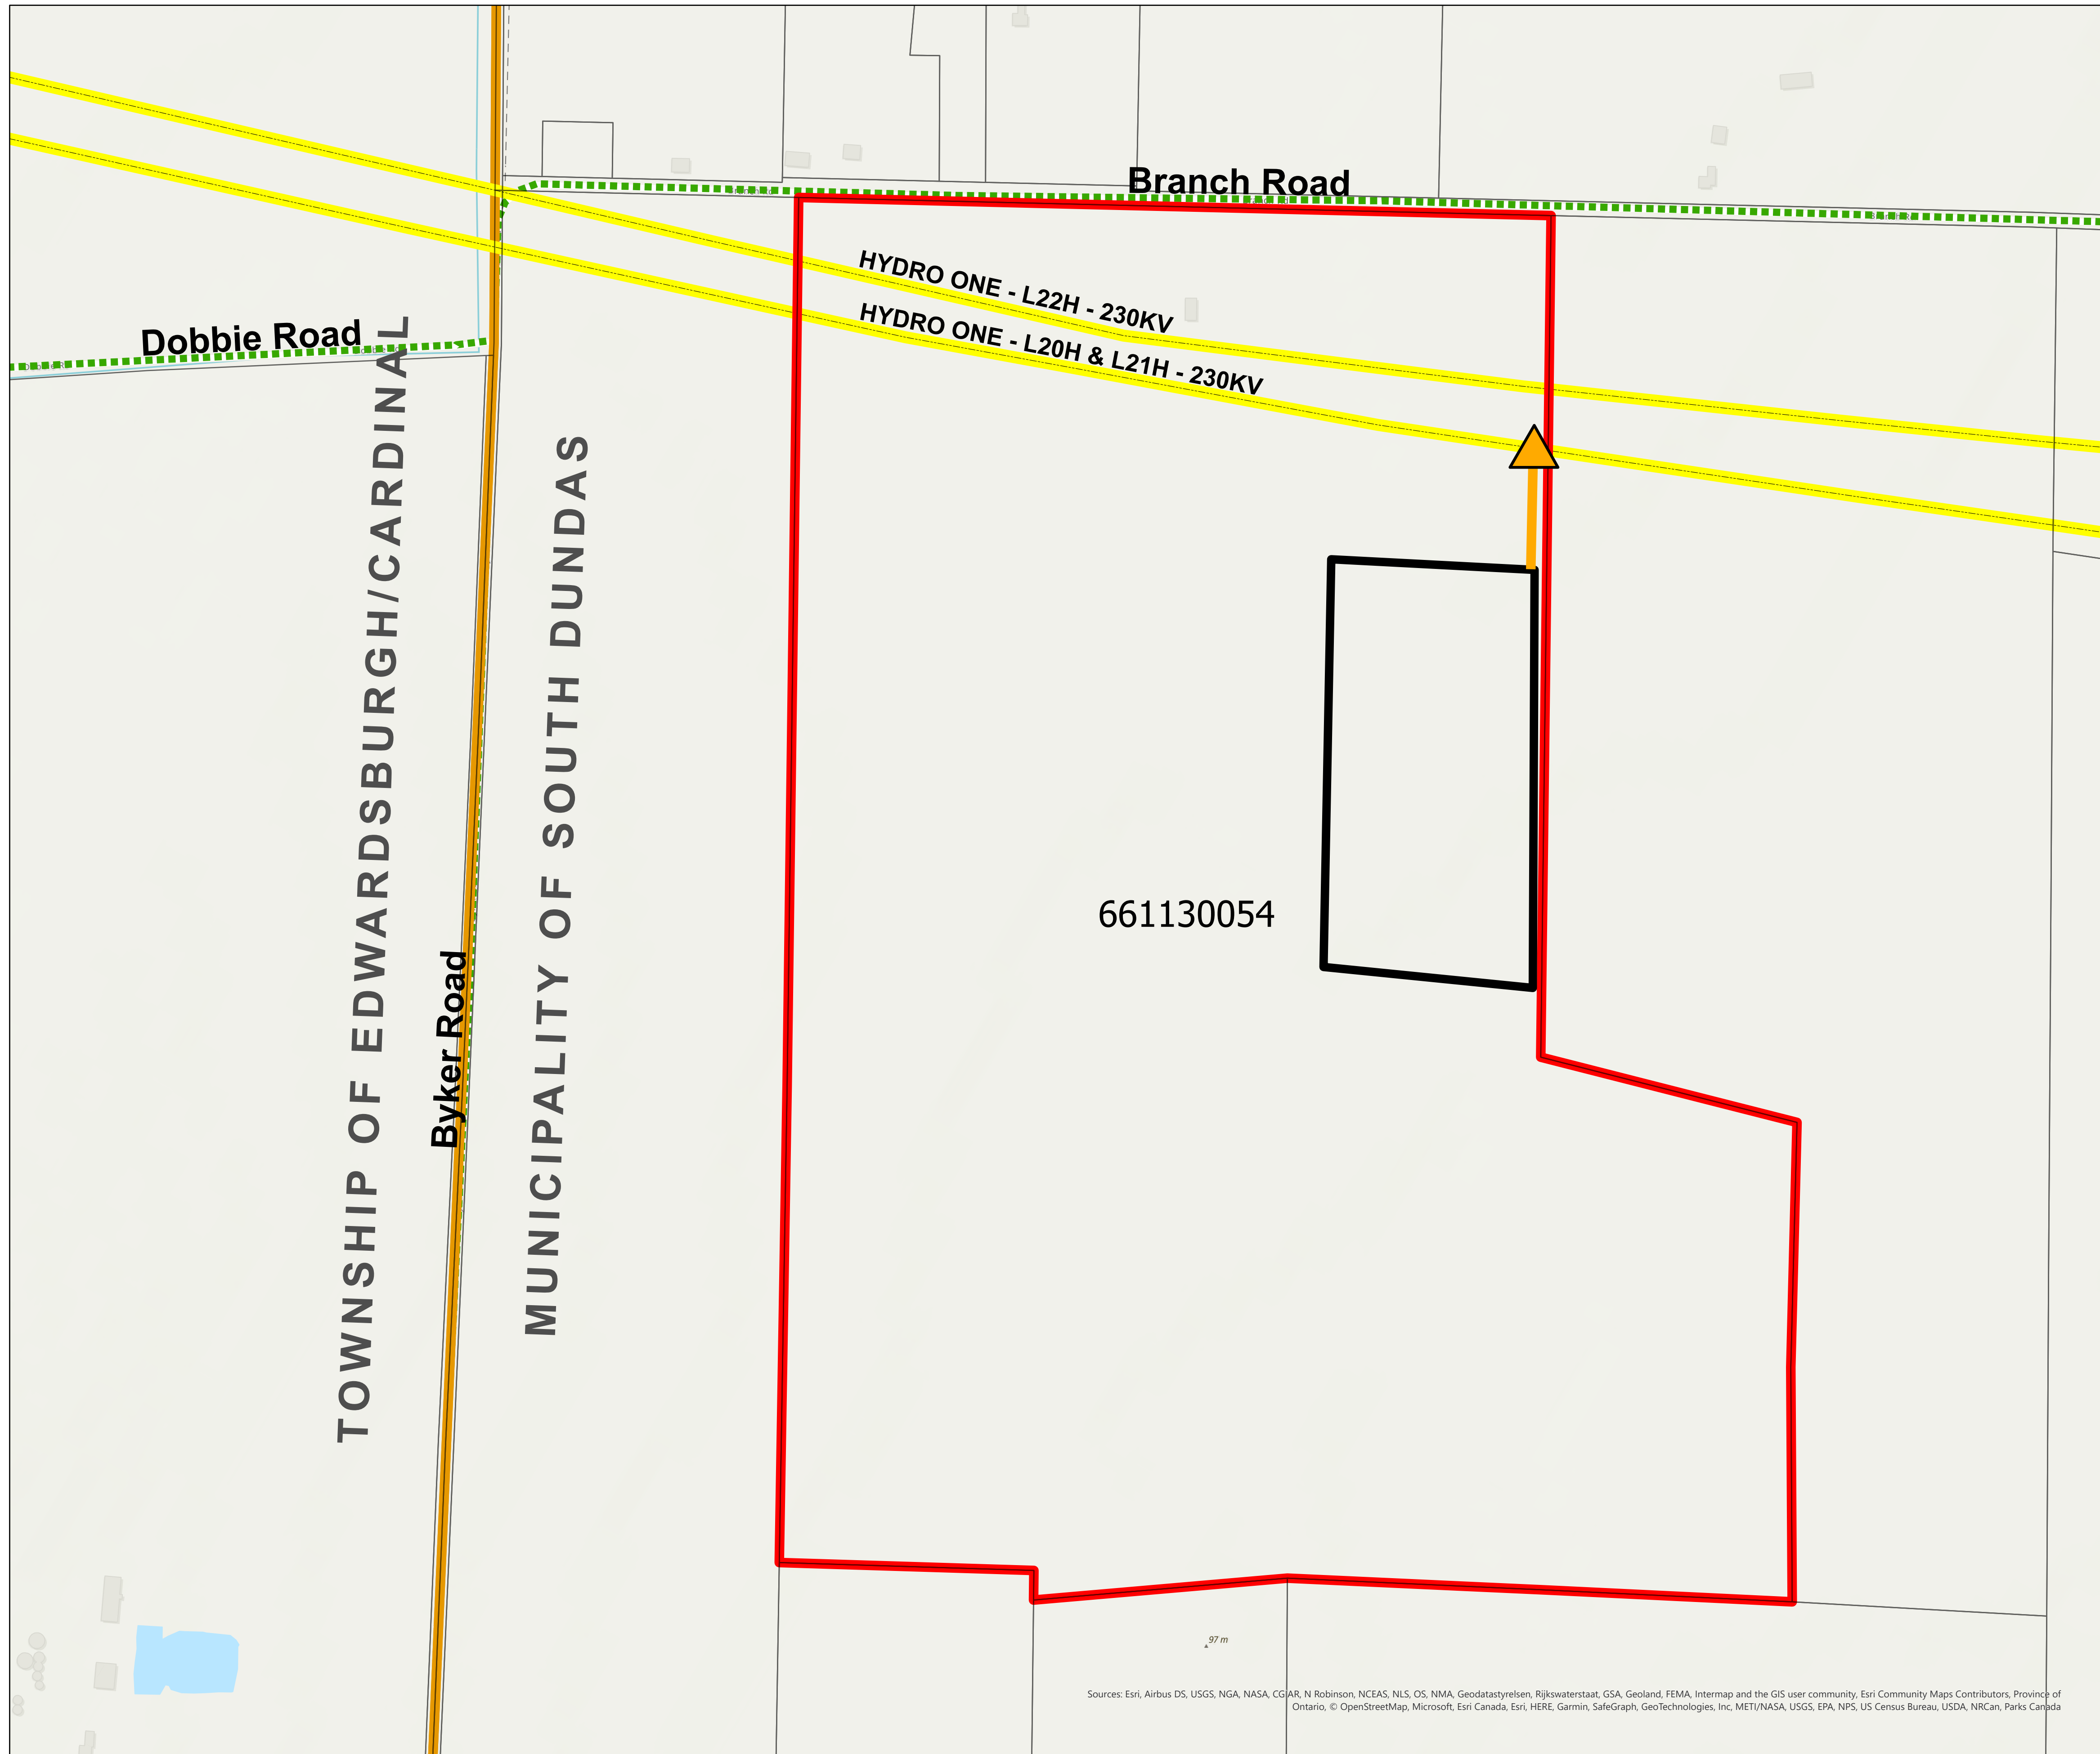 Branch Road
Branch Rd
HYDRO ONE - L22H - 230KV
HYDRO ONE - L20H & L21H - 230KV
Dobbie Road
TOWNSHIP OF EDWARDSBURGH/CARDINAL
MUNICIPALITY OF SOUTH DUNDAS
Byker Road
661130054
97 m
Sources: Esri, Airbus DS, USGS, NGA, NASA, CGIAR, N Robinson, NCEAS, NLS, OS, NMA, Geodatastyrelsen, Rijkswaterstaat, GSA, Geoland, FEMA, Intermap and the GIS user community, Esri Community Maps Contributors, Province of
Ontario, © OpenStreetMap, Microsoft, Esri Canada, Esri, HERE, Garmin, SafeGraph, GeoTechnologies, Inc, METI/NASA, USGS, EPA, NPS, US Census Bureau, USDA, NRCan, Parks Canada